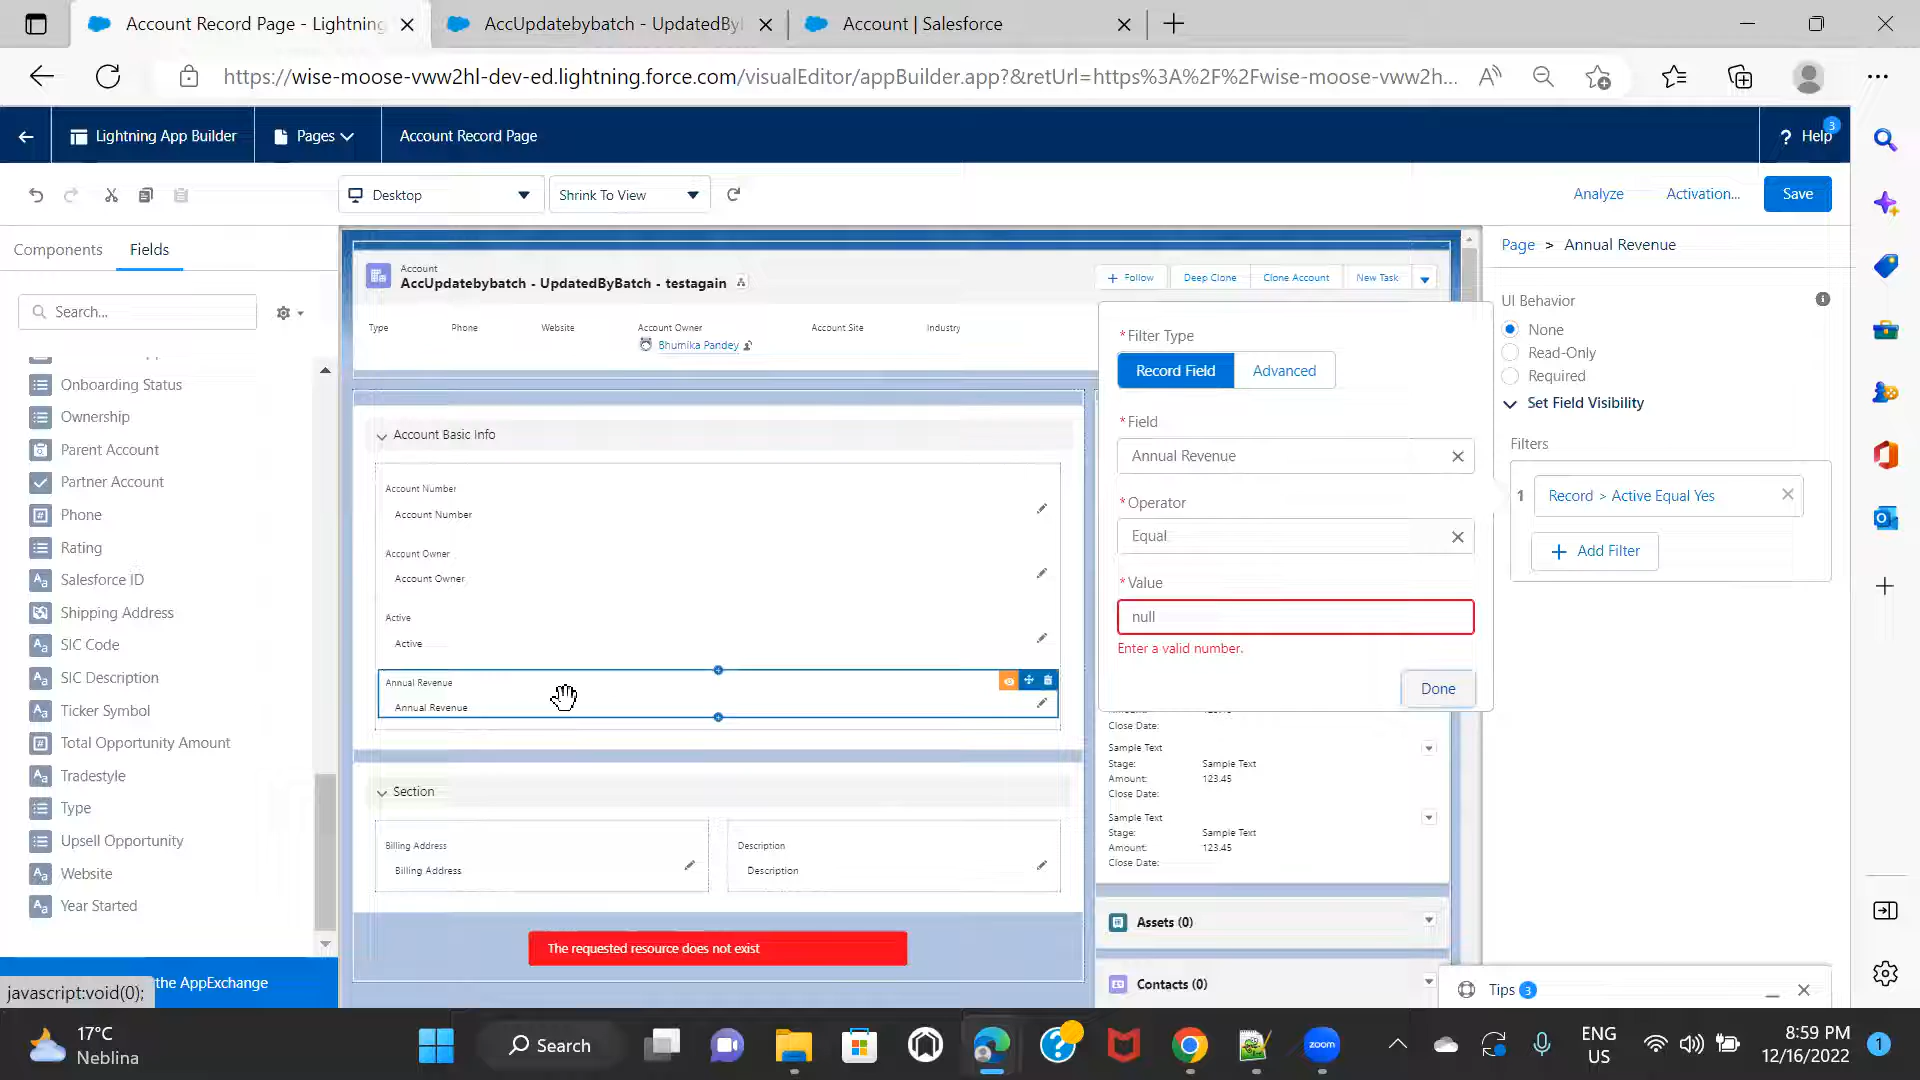 Account Record Page - Lightning
AccUpdatebybatch - UpdatedBy
Account | Salesforce
https://wise-moose-vww2hl-dev-ed.lightning.force.com/visualEditor/appBuilder.app?&retUrl=https%3A%2F%2Fwise-moose-vww2h...
Lightning App Builder
Pages
Account Record Page
? Help
3
Desktop
Shrink To View
Analyze
Activation...
Save
Components
Fields
Search...
Onboarding Status
Ownership
Parent Account
Partner Account
Phone
Rating
Salesforce ID
Shipping Address
SIC Code
SIC Description
Ticker Symbol
Total Opportunity Amount
Tradestyle
Type
Upsell Opportunity
Website
Year Started
the AppExchange
javascript:void(0);
Account
AccUpdatebybatch - UpdatedByBatch - testagain
Follow
Deep Clone
Clone Account
New Task
Type
Phone
Website
Account Owner
Account Site
Industry
Bhumika Pandey
Account Basic Info
Account Number
Account Number
Account Owner
Account Owner
Active
Active
Annual Revenue
Annual Revenue
Section
Billing Address
Billing Address
Description
Description
The requested resource does not exist
*Filter Type
Record Field
Advanced
*Field
Annual Revenue
*Operator
Equal
*Value
null
Enter a valid number.
Done
Close Date:
Sample Text
Stage: Sample Text
Amount: 123.45
Close Date:
Sample Text
Stage: Sample Text
Amount: 123.45
Close Date:
Assets (0)
Contacts (0)
Page > Annual Revenue
UI Behavior
None
Read-Only
Required
Set Field Visibility
Filters
1 Record > Active Equal Yes
Add Filter
Tips 3
17°C
Neblina
Search
zoom
ENG
US
8:59 PM
12/16/2022
1